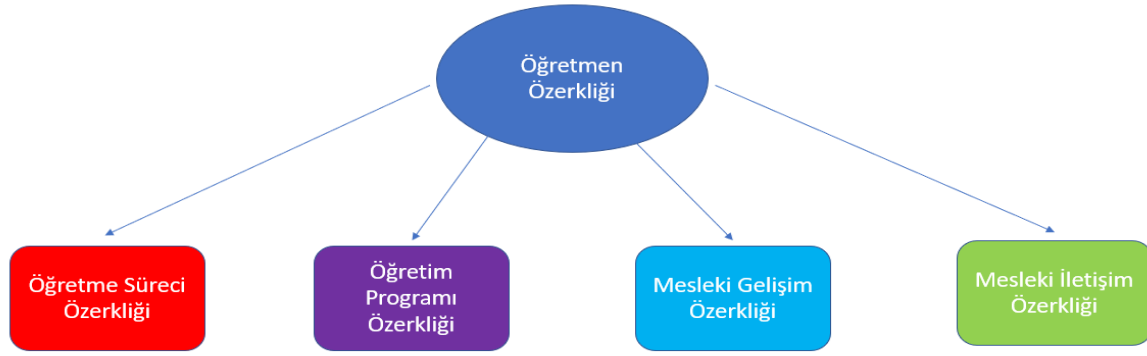 Öğretmen
Özerkliği
Öğretme Süreci
Özerkliği
Öğretim
Programı
Özerkliği
Mesleki Gelişim
Özerkliği
Mesleki İletişim
Özerkliği